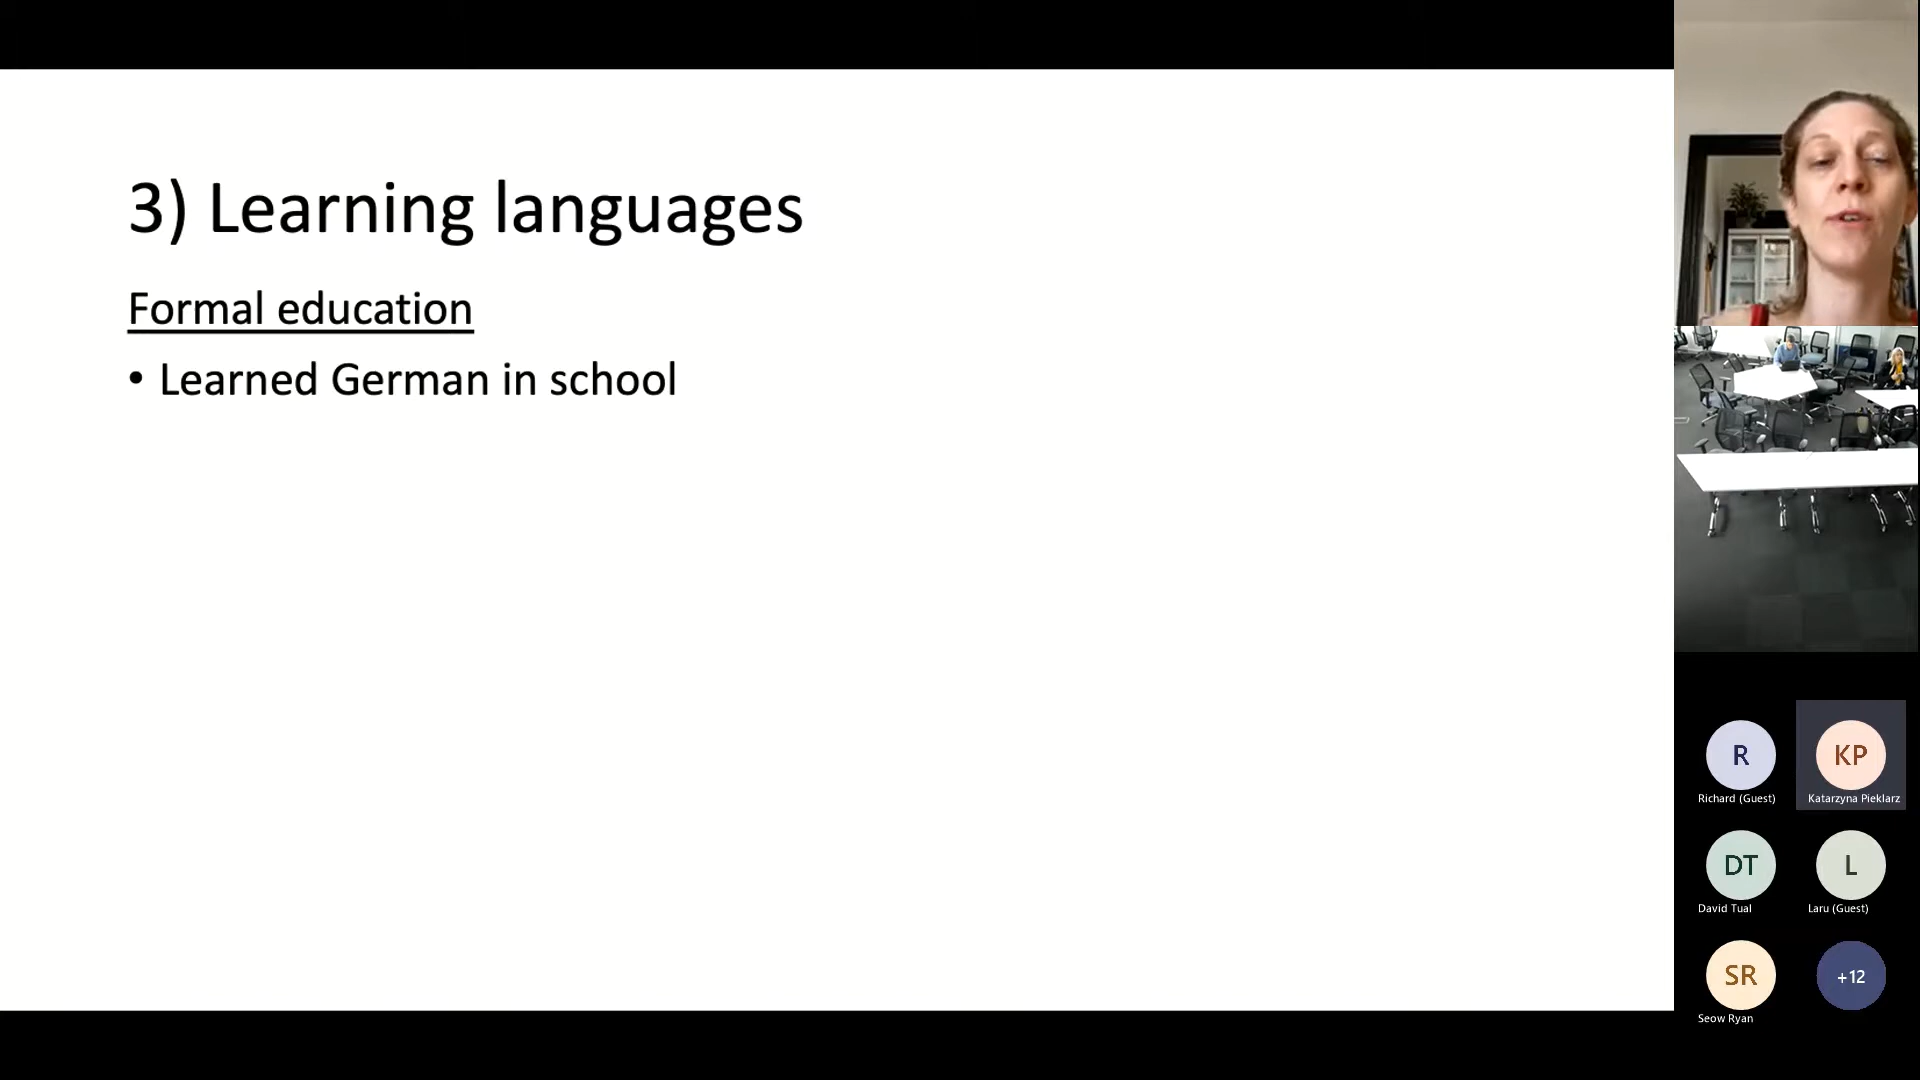 3) Learning languages
Formal education
• Learned German in school
R
Richard (Guest)
KP
Katarzyna Pieklarz
DT
David Tual
L
Laru (Guest)
SR
Seow Ryan
+12